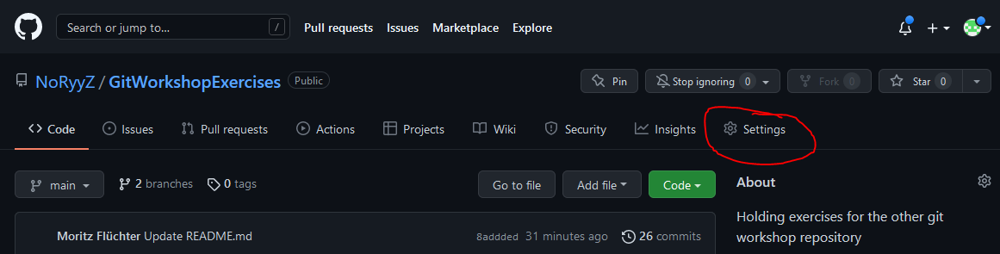 Search or jump to... / Pull requests Issues Marketplace Explore
NoRyyZ / GitWorkshopExercises Public Pin Stop ignoring 0 Fork 0 Star 0
Code Issues Pull requests Actions Projects Wiki Security Insights Settings
main 2 branches 0 tags Go to file Add file Code About
Holding exercises for the other git
Moritz Flüchter Update README.md 8addded 31 minutes ago 26 commits workshop repository